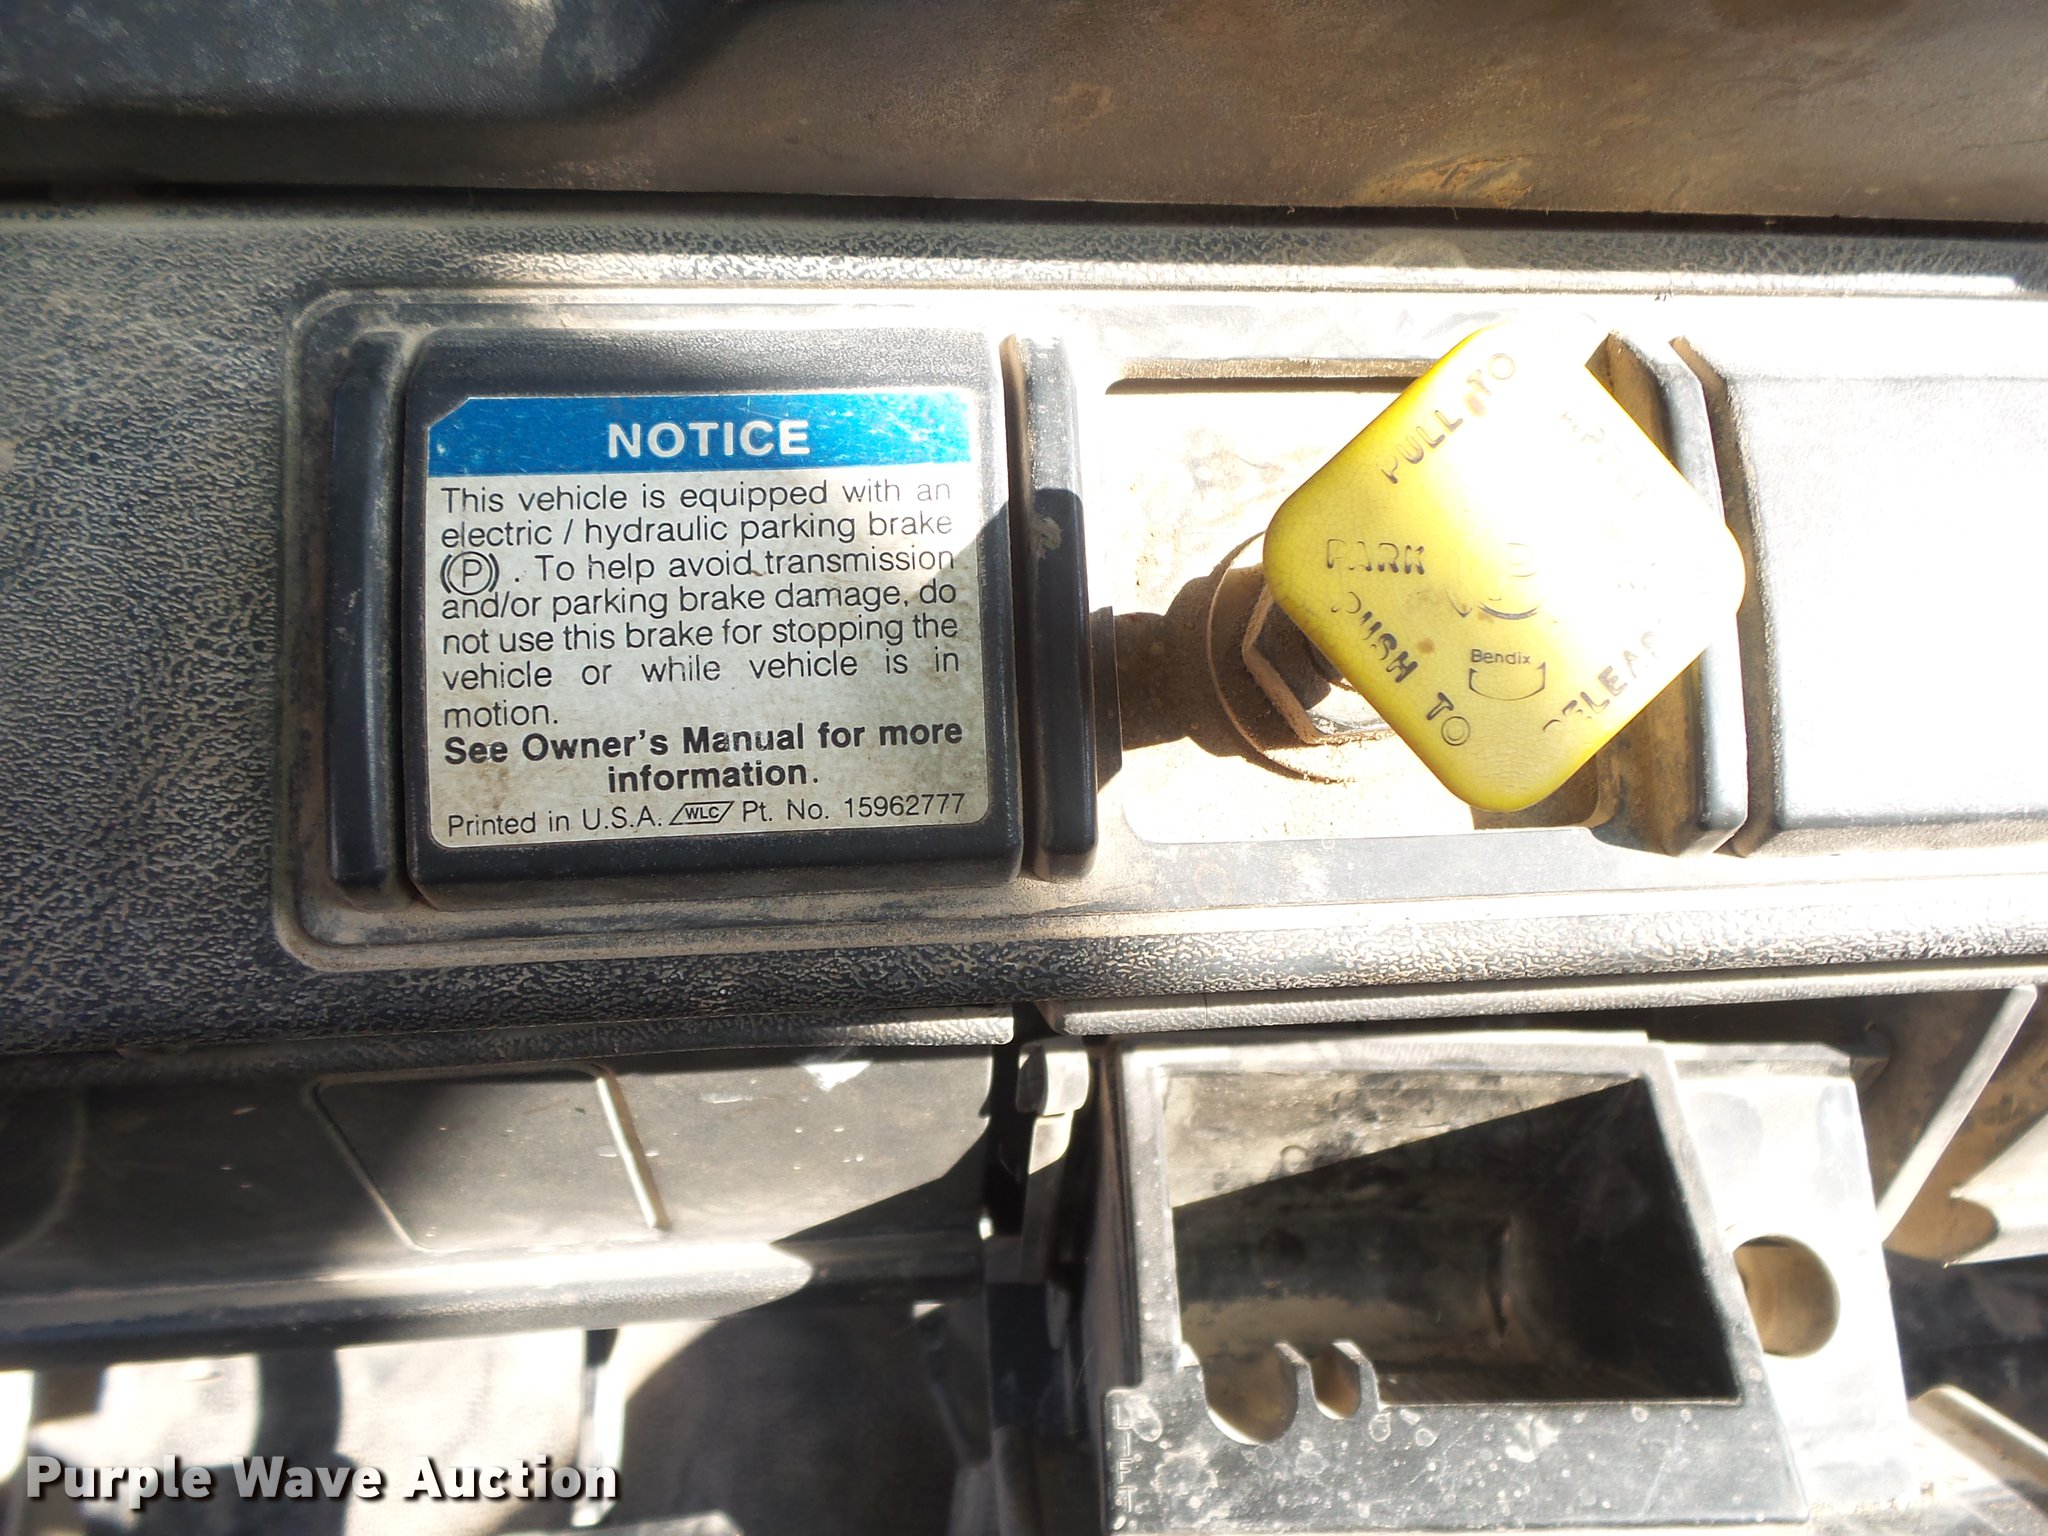 NOTICE
This vehicle is equipped with an
electric / hydraulic parking brake
(P) . To help avoid transmission
and/or parking brake damage, do
not use this brake for stopping the
vehicle or while vehicle is in
motion.
See Owner's Manual for more
information.
Printed in U.S.A. WLC Pt. No. 15962777
PULL TO
PARK
PUSH TO
Bendix
LIFT
Purple Wave Auction